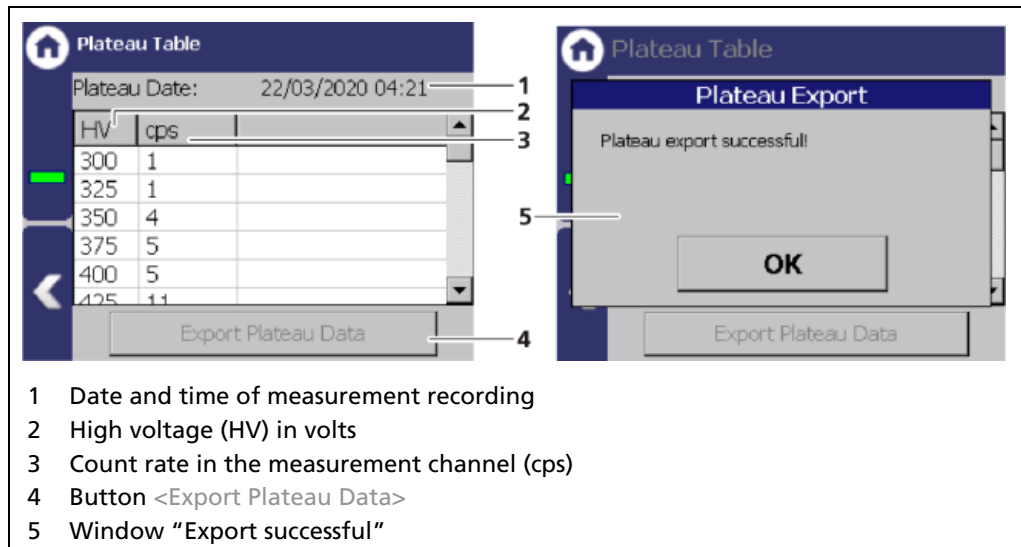 Plateau Table
Plateau Date: 22/03/2020 04:21
HV cps
300 1
325 1
350 4
375 5
400 5
425 11
Export Plateau Data
1
2
3
4
Plateau Table
Plateau Export
Plateau export successful!
OK
Export Plateau Data
5
1 Date and time of measurement recording
2 High voltage (HV) in volts
3 Count rate in the measurement channel (cps)
4 Button <Export Plateau Data>
5 Window “Export successful”